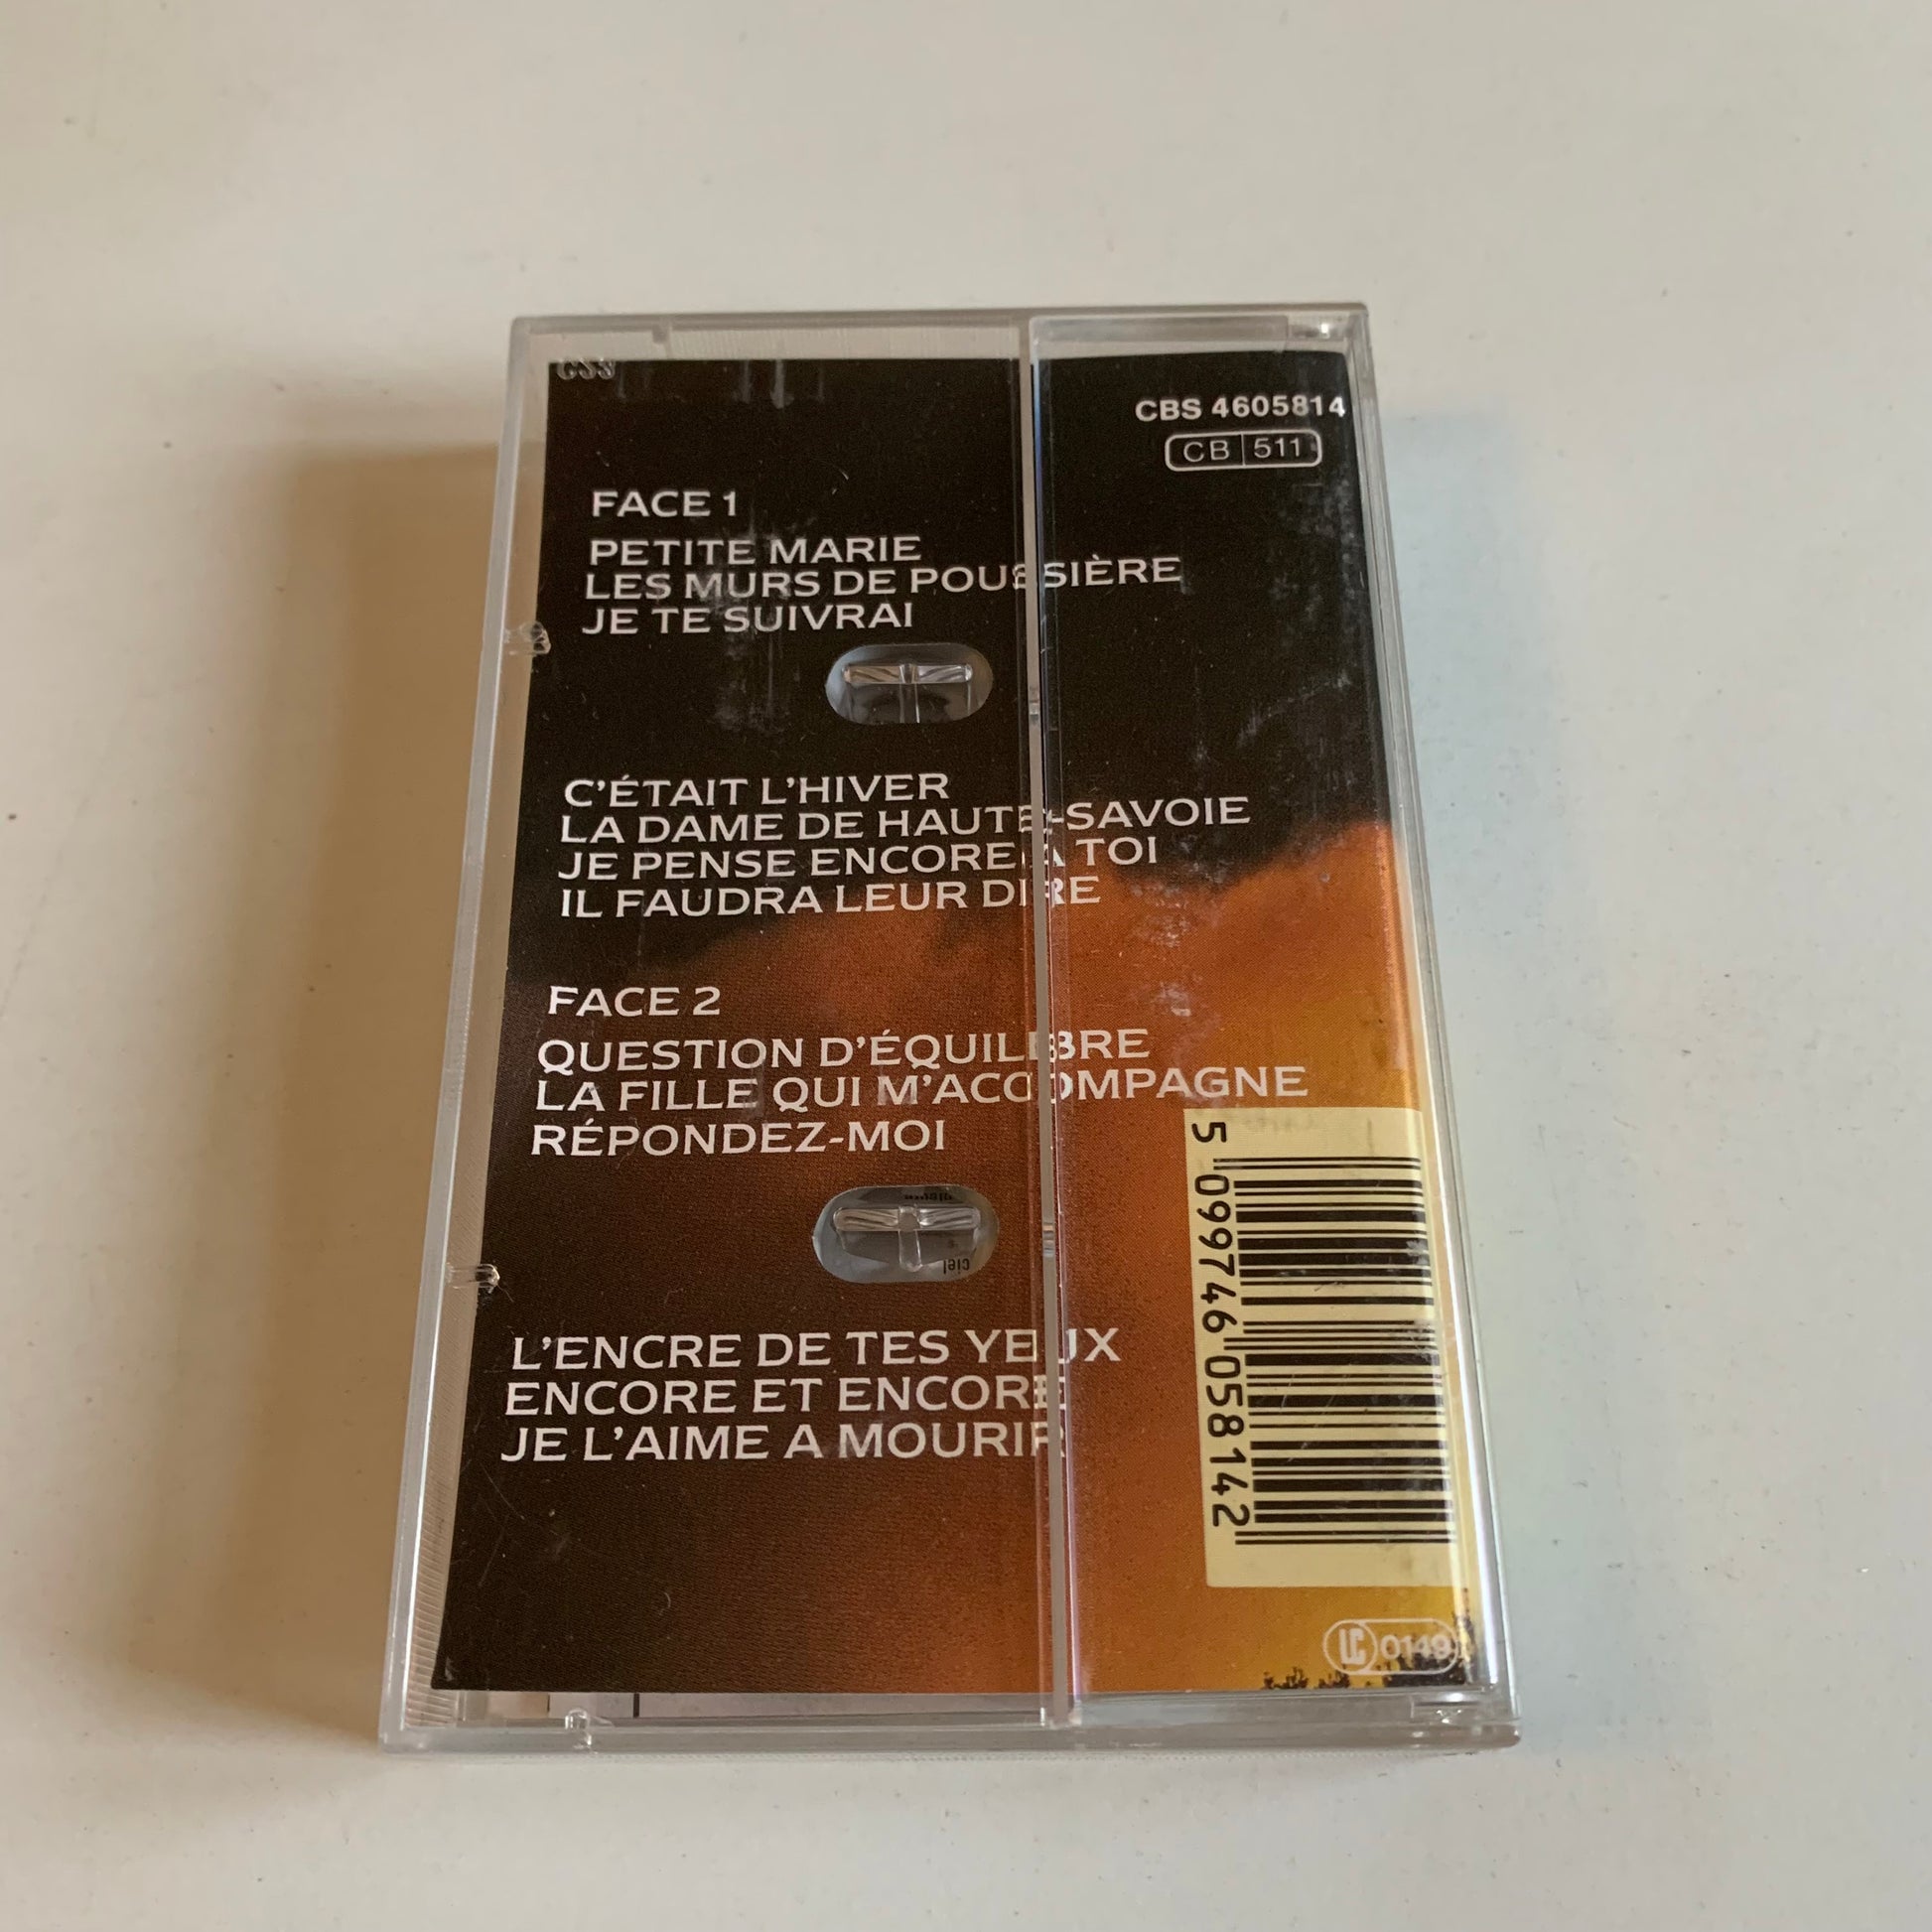 CBS 4605814
CB 511
FACE 1
PETITE MARIE
LES MURS DE POUSSIÈRE
JE TE SUIVRAI
C'ÉTAIT L'HIVER
LA DAME DE HAUTE-SAVOIE
JE PENSE ENCORE A TOI
IL FAUDRA LEUR DIRE
FACE 2
QUESTION D'ÉQUILIBRE
LA FILLE QUI M'ACCOMPAGNE
RÉPONDEZ-MOI
ciel
L'ENCRE DE TES YEUX
ENCORE ET ENCORE
JE L'AIME A MOURIR
5 099746 058142
LC 0149